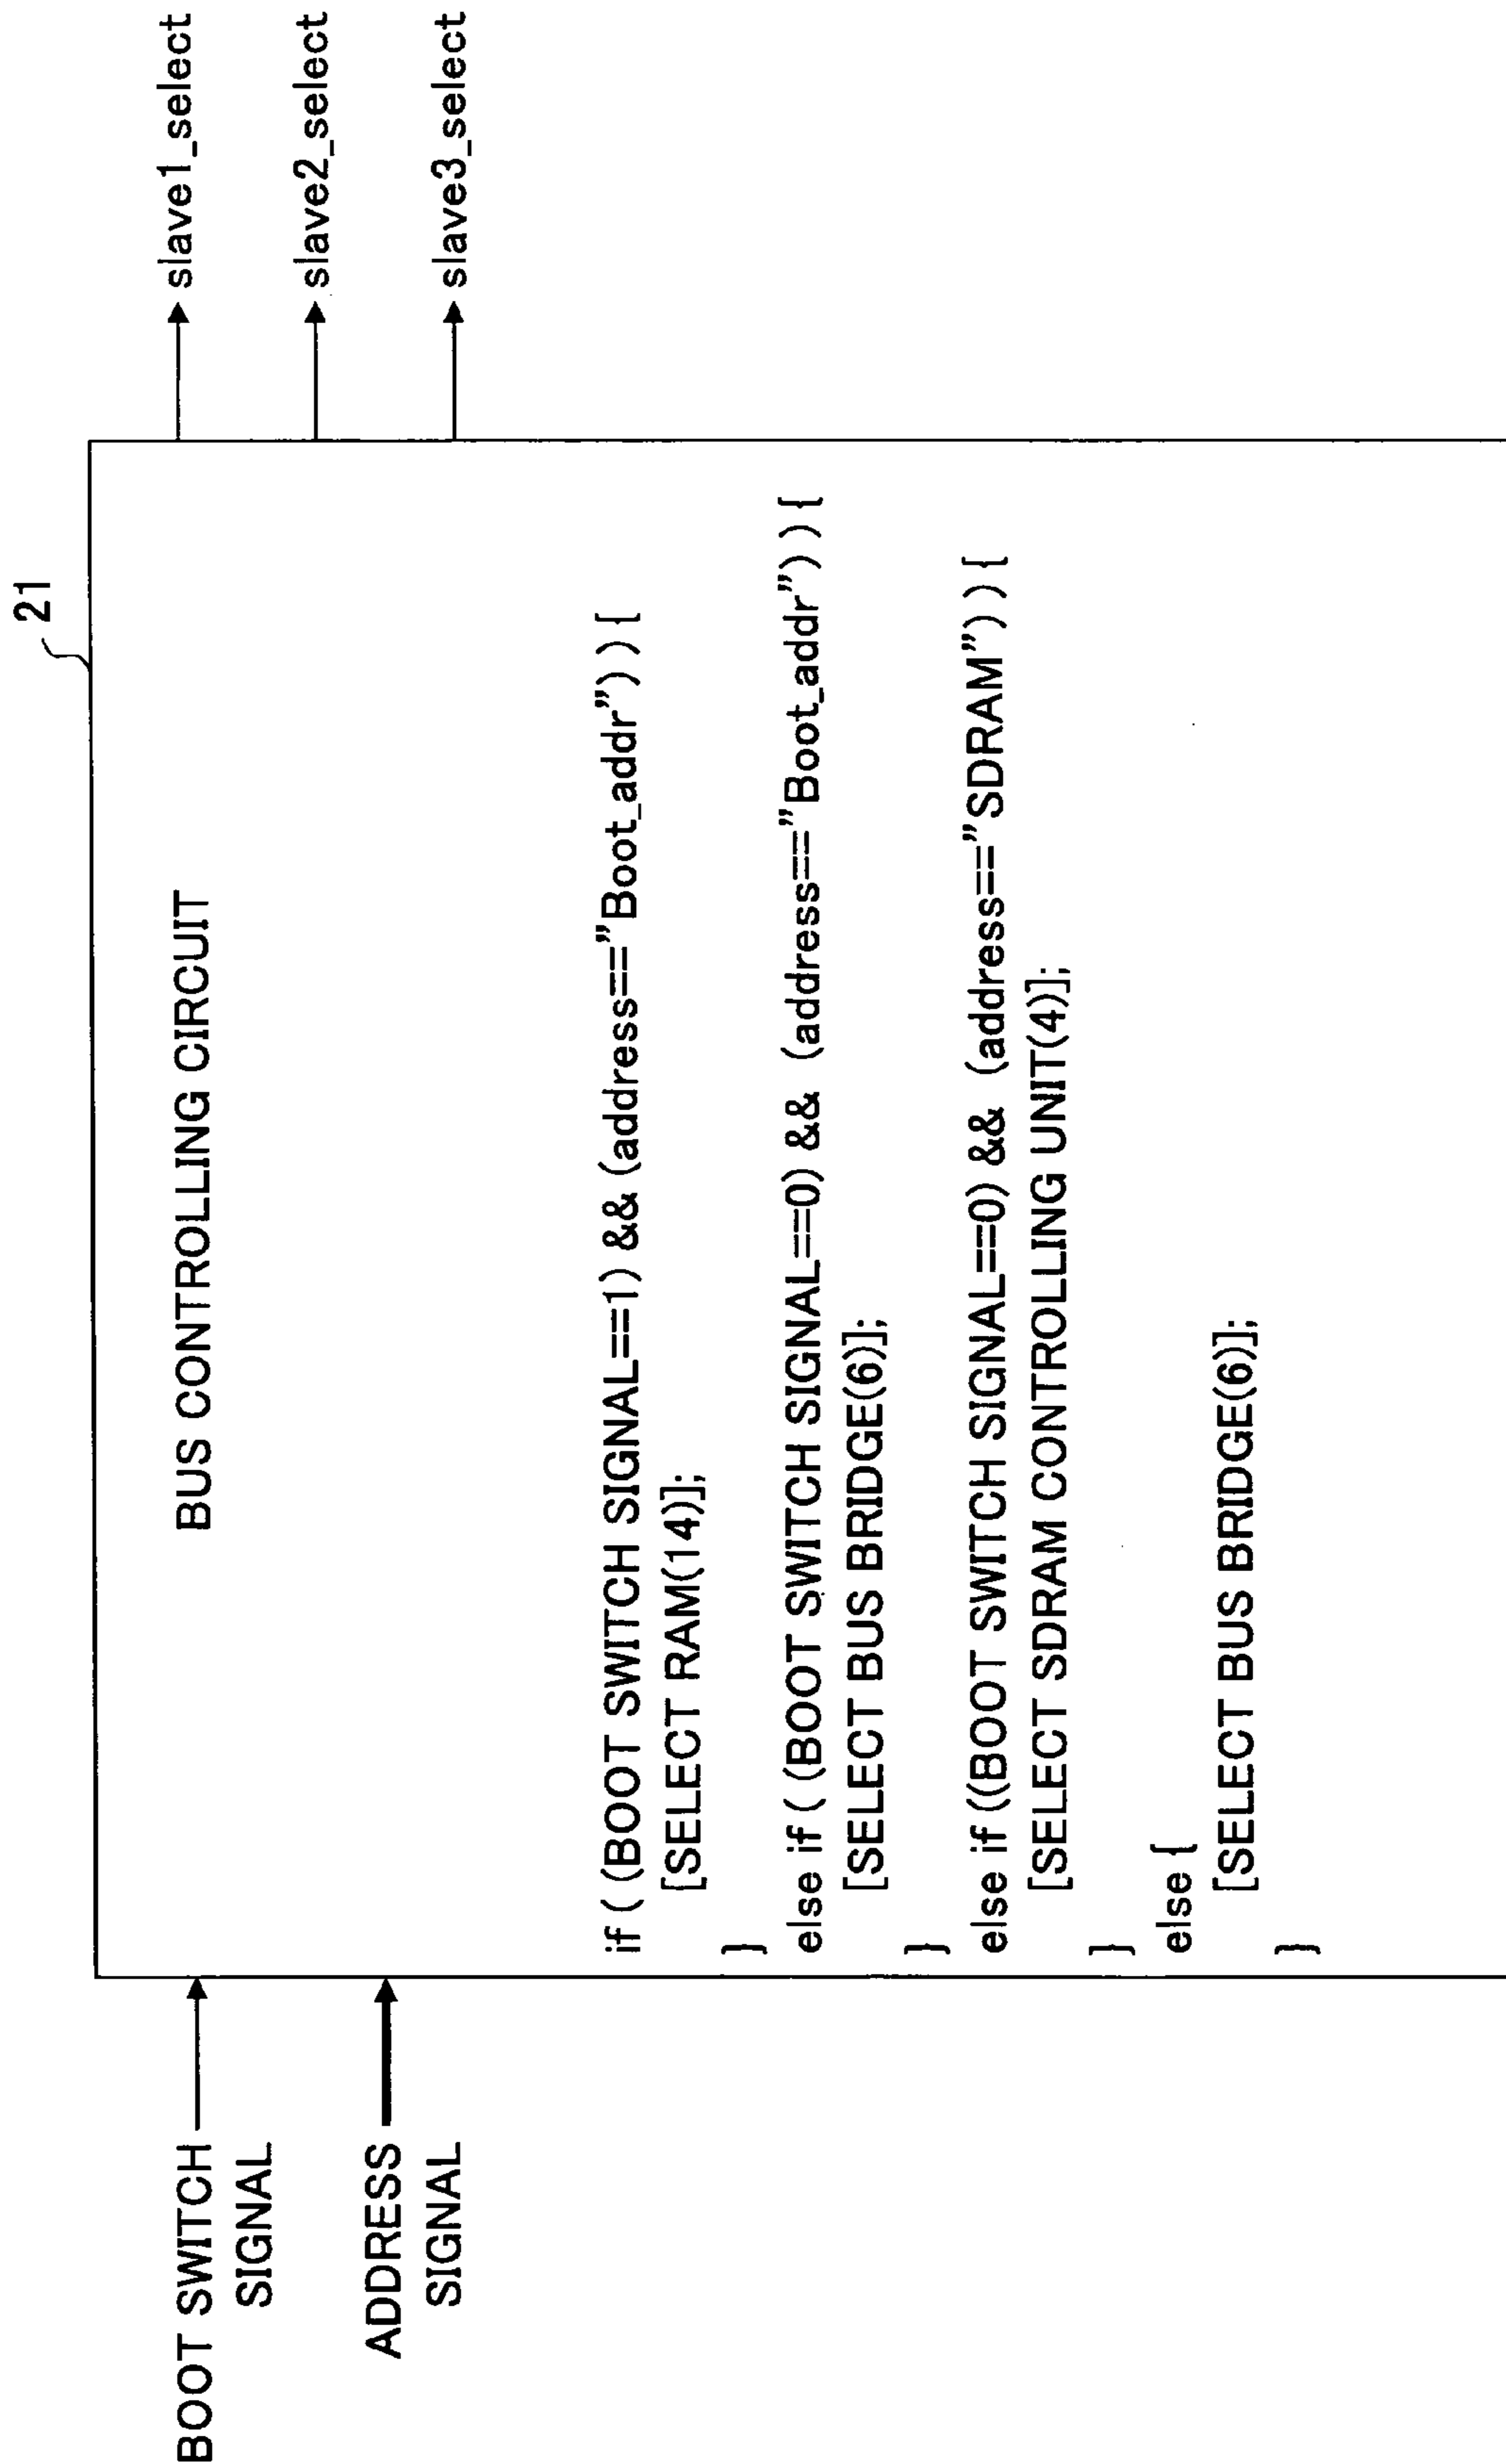 21
BOOT SWITCH
SIGNAL
ADDRESS
SIGNAL
BUS CONTROLLING CIRCUIT
slave1_select
slave2_select
slave3_select
if ( (BOOT SWITCH SIGNAL==1) && (address=="Boot_addr") ) {
[SELECT RAM(14)];
}
else if ( (BOOT SWITCH SIGNAL==0) && (address=="Boot_addr") ) {
[SELECT BUS BRIDGE(6)];
}
else if ((BOOT SWITCH SIGNAL==0) && (address=="SDRAM") ) {
[SELECT SDRAM CONTROLLING UNIT(4)];
}
else {
[SELECT BUS BRIDGE(6)];
}